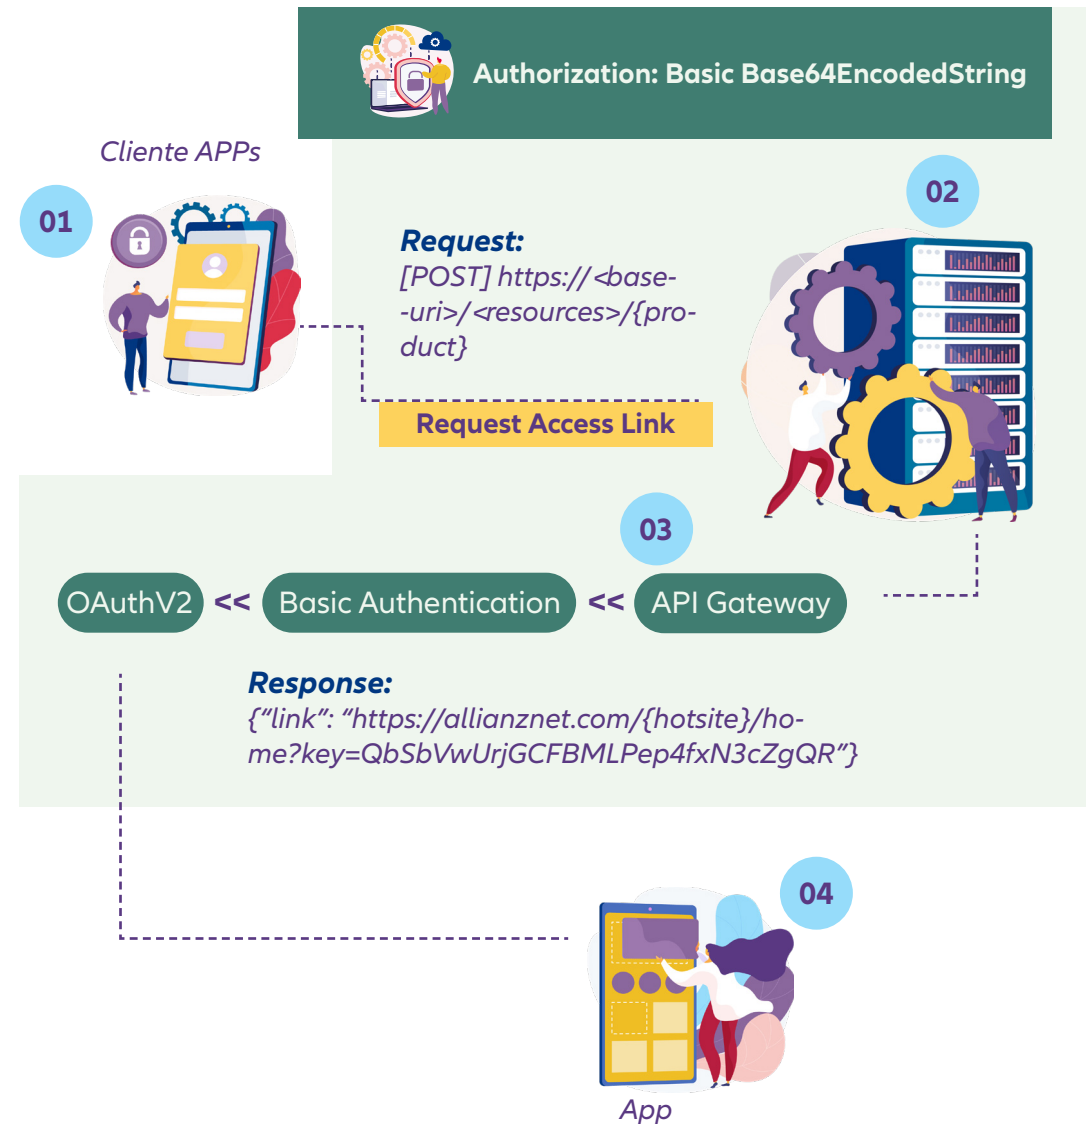 Authorization: Basic Base64EncodedString
Cliente APPs
01
02
Request:
[POST] https://<base-
-uri>/<resources>/{pro-
duct}
Request Access Link
03
OAuthV2 << Basic Authentication << API Gateway
Response:
{“link”: “https://allianznet.com/{hotsite}/ho-
me?key=QbSbVwUrjGCFBMLPep4fxN3cZgQR”}
04
App